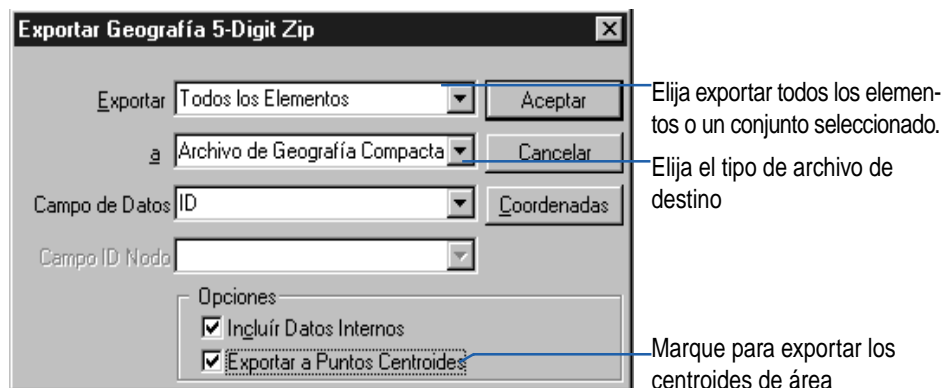 Exportar Geografía 5-Digit Zip
Exportar Todos los Elementos Aceptar
a Archivo de Geografía Compacta Cancelar
Campo de Datos ID Coordenadas
Campo ID Nodo
Opciones
Incluír Datos Internos
Exportar a Puntos Centroides
Elija exportar todos los elemen-
tos o un conjunto seleccionado.
Elija el tipo de archivo de
destino
Marque para exportar los
centroides de área